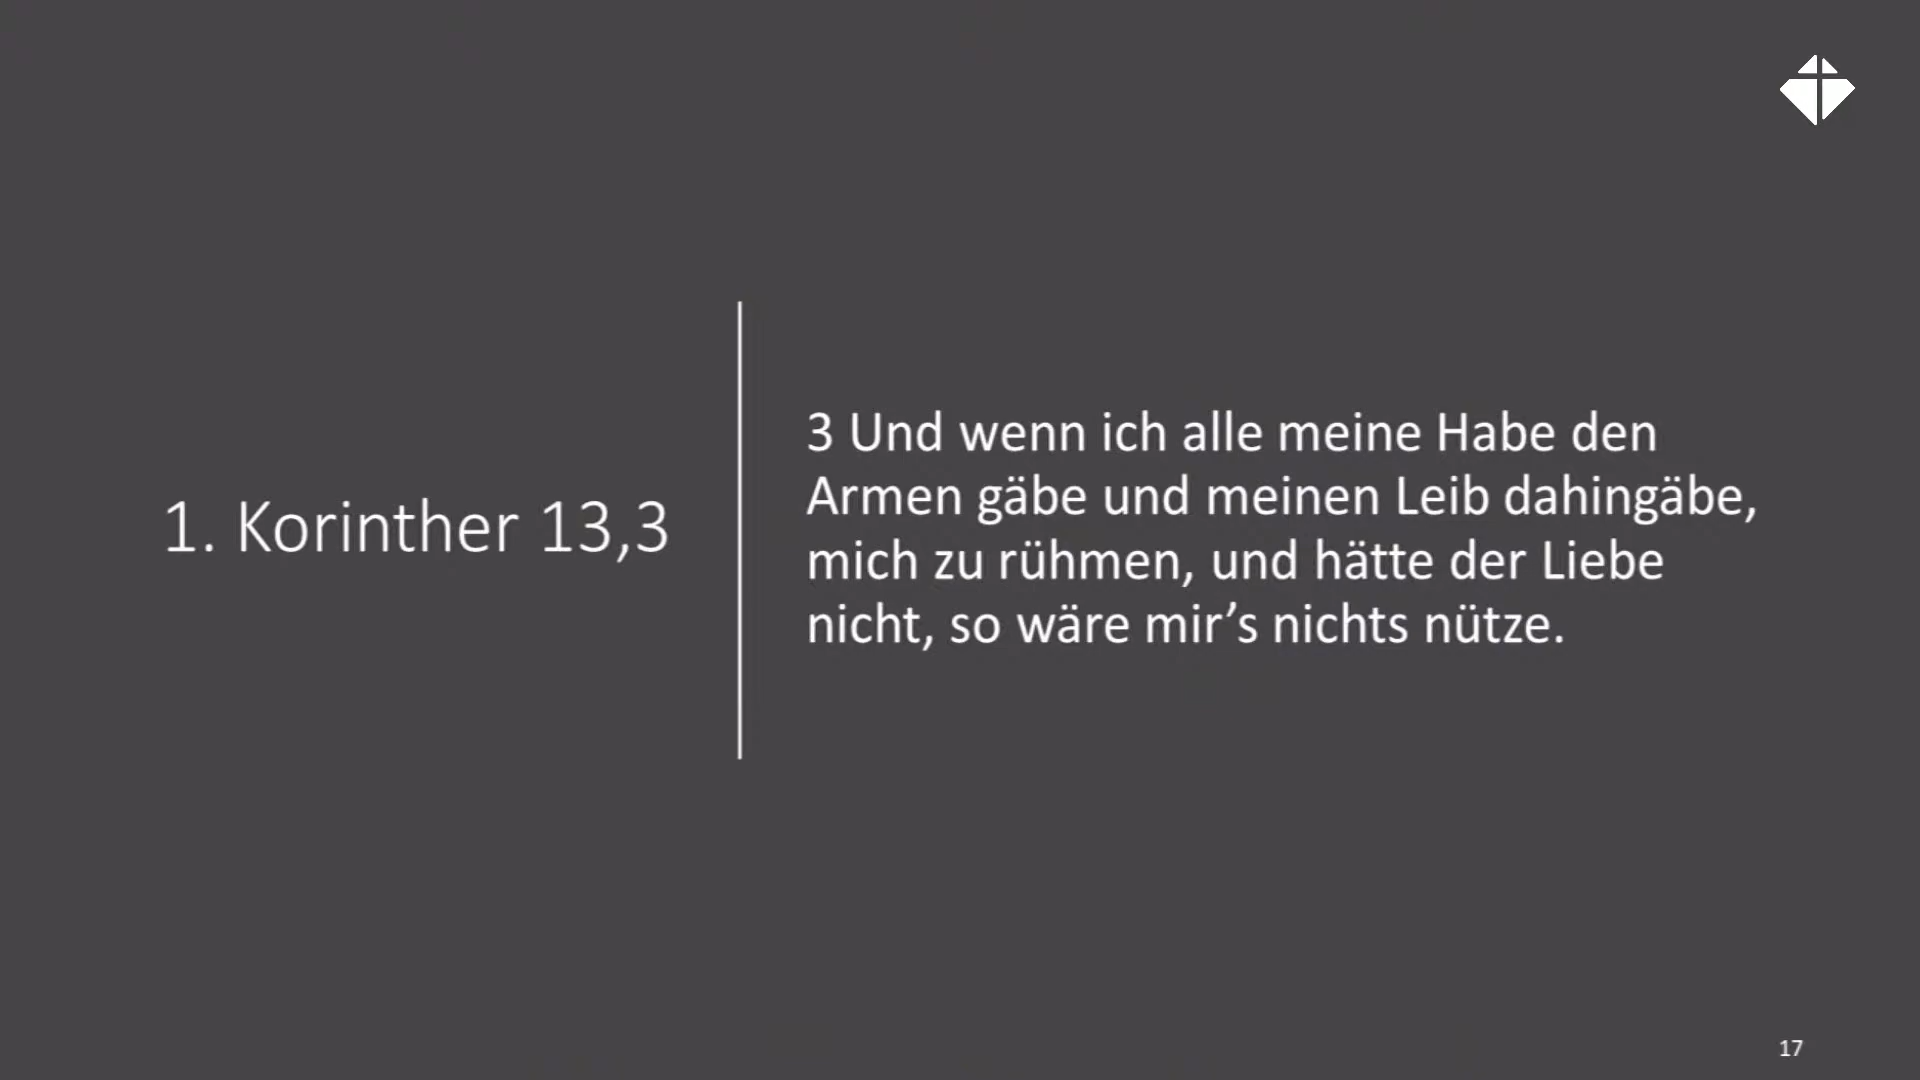 1. Korinther 13,3
3 Und wenn ich alle meine Habe den
Armen gäbe und meinen Leib dahingäbe,
mich zu rühmen, und hätte der Liebe
nicht, so wäre mir’s nichts nütze.
17